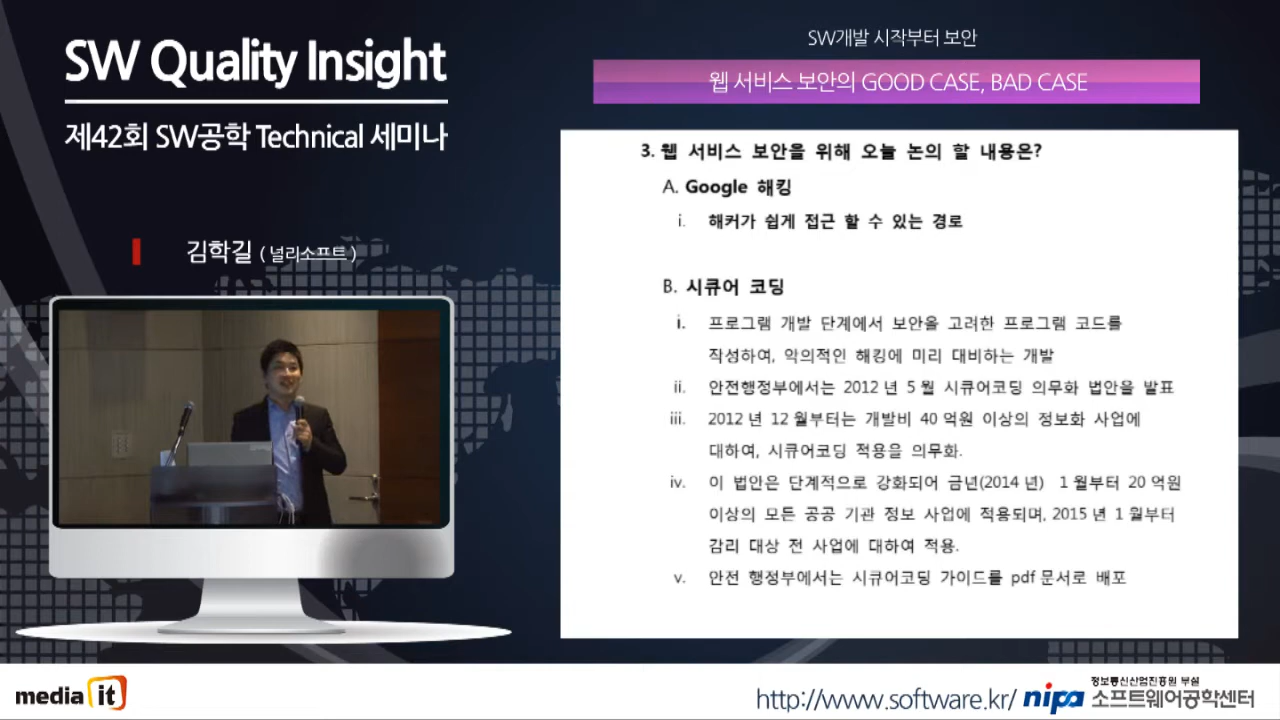 SW Quality Insight
제42회 SW공학 Technical 세미나
김학길 ( 널리소프트 )
SW개발 시작부터 보안
웹 서비스 보안의 GOOD CASE, BAD CASE
3. 웹 서비스 보안을 위해 오늘 논의 할 내용은?
A. Google 해킹
i. 해커가 쉽게 접근 할 수 있는 경로
B. 시큐어 코딩
i. 프로그램 개발 단계에서 보안을 고려한 프로그램 코드를
작성하여, 악의적인 해킹에 미리 대비하는 개발
ii. 안전행정부에서는 2012 년 5 월 시큐어코딩 의무화 법안을 발표
iii. 2012 년 12 월부터는 개발비 40 억원 이상의 정보화 사업에
대하여, 시큐어코딩 적용을 의무화.
iv. 이 법안은 단계적으로 강화되어 금년(2014 년) 1 월부터 20 억원
이상의 모든 공공 기관 정보 사업에 적용되며, 2015 년 1 월부터
감리 대상 전 사업에 대하여 적용.
v. 안전 행정부에서는 시큐어코딩 가이드를 pdf 문서로 배포
media it
http://www.software.kr/
nipa
정보통신산업진흥원 부설
소프트웨어공학센터